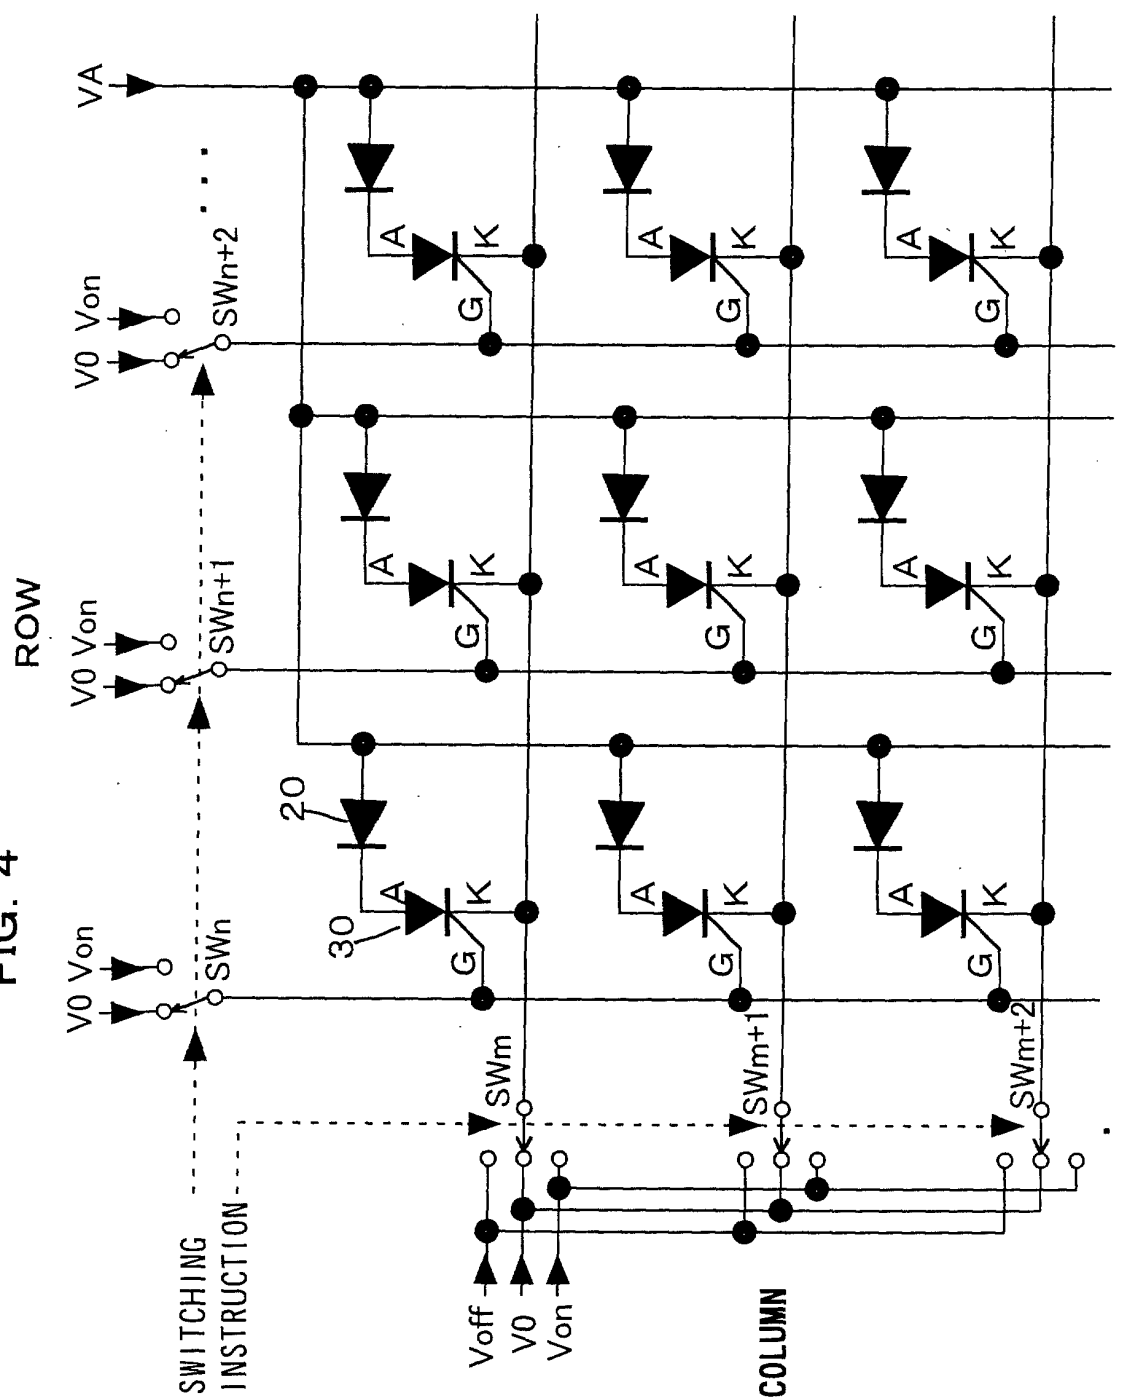 FIG. 4
ROW
V0 Von
V0 Von
V0 Von
VA
SWITCHING
INSTRUCTION
SWn
SWn+1
SWn+2
20
30
A
K
G
A
K
G
A
K
G
SWm
Voff
V0
Von
A
K
G
A
K
G
A
K
G
SWm+1
COLUMN
A
K
G
A
K
G
A
K
G
SWm+2